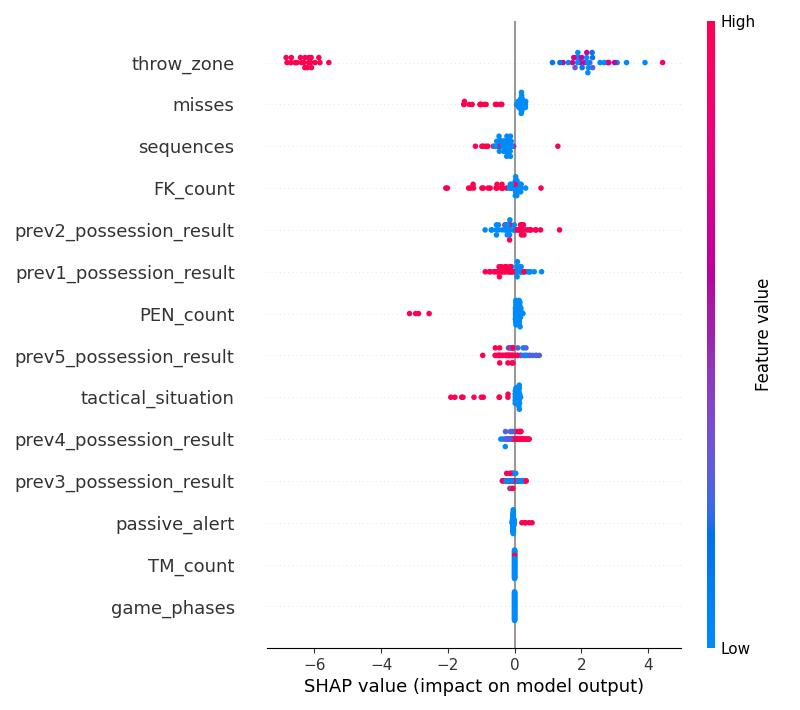 High
throw_zone
misses
sequences
FK_count
prev2_possession_result
prev1_possession_result
PEN_count
prev5_possession_result
tactical_situation
prev4_possession_result
prev3_possession_result
passive_alert
TM_count
game_phases
Feature value
Low
−6 −4 −2 0 2 4
SHAP value (impact on model output)